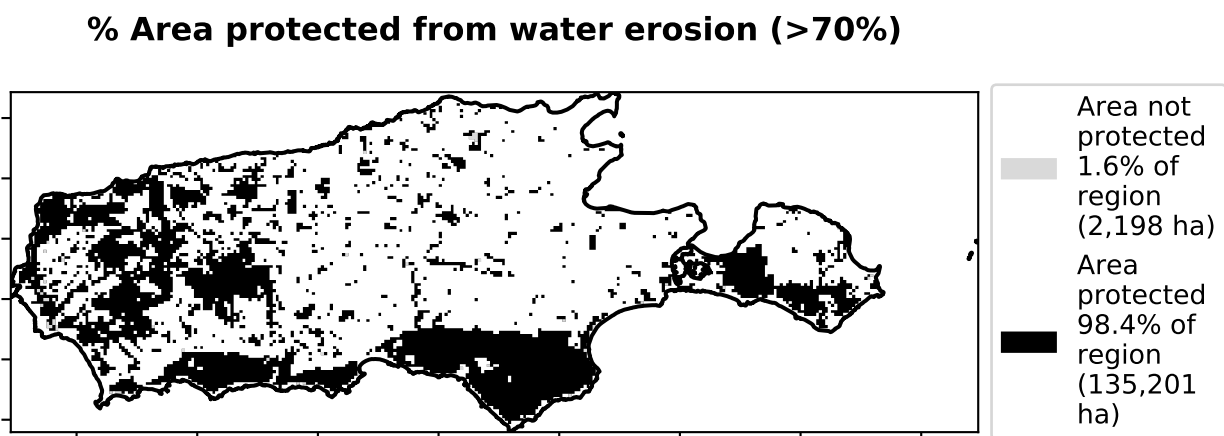 % Area protected from water erosion (>70%)
Area not
protected
1.6% of
region
(2,198 ha)
Area
protected
98.4% of
region
(135,201
ha)